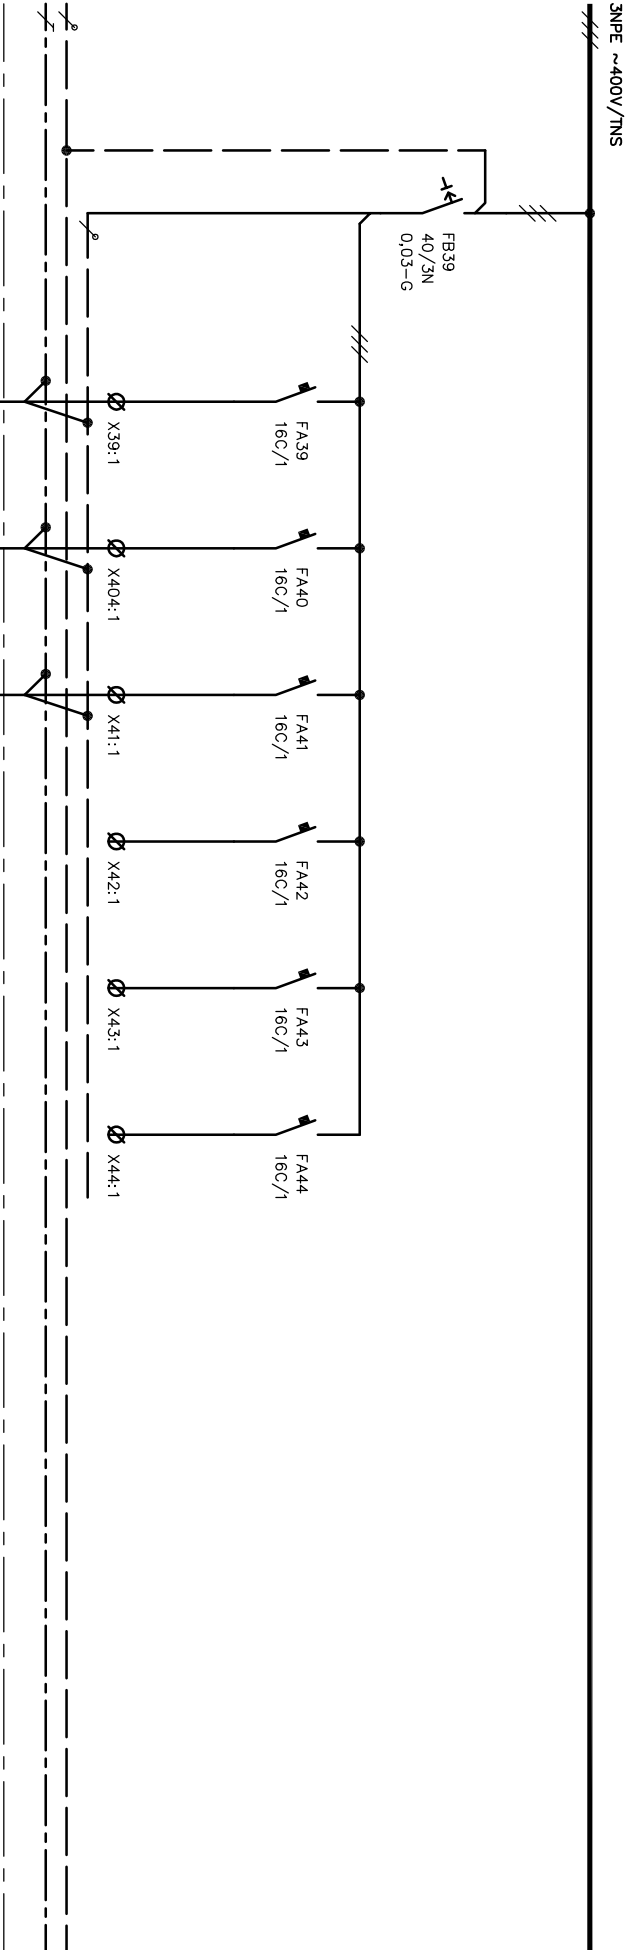 3NPE ~400V/TNS
FB39
40/3N
0,03-G
FA39
16C/1
FA40
16C/1
FA41
16C/1
FA42
16C/1
FA43
16C/1
FA44
16C/1
X39:1
X404:1
X41:1
X42:1
X43:1
X44:1